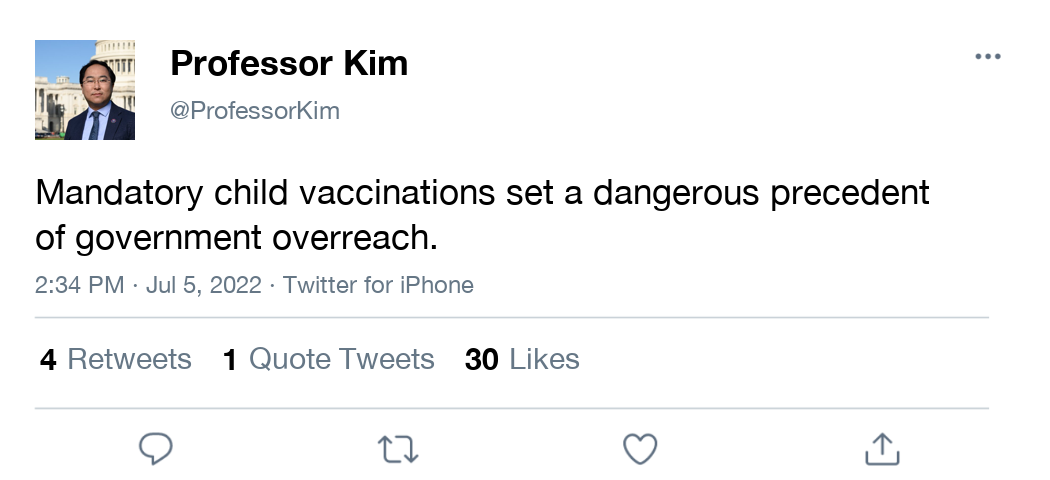 Professor Kim
@ProfessorKim
Mandatory child vaccinations set a dangerous precedent
of government overreach.
2:34 PM · Jul 5, 2022 · Twitter for iPhone
4 Retweets 1 Quote Tweets 30 Likes